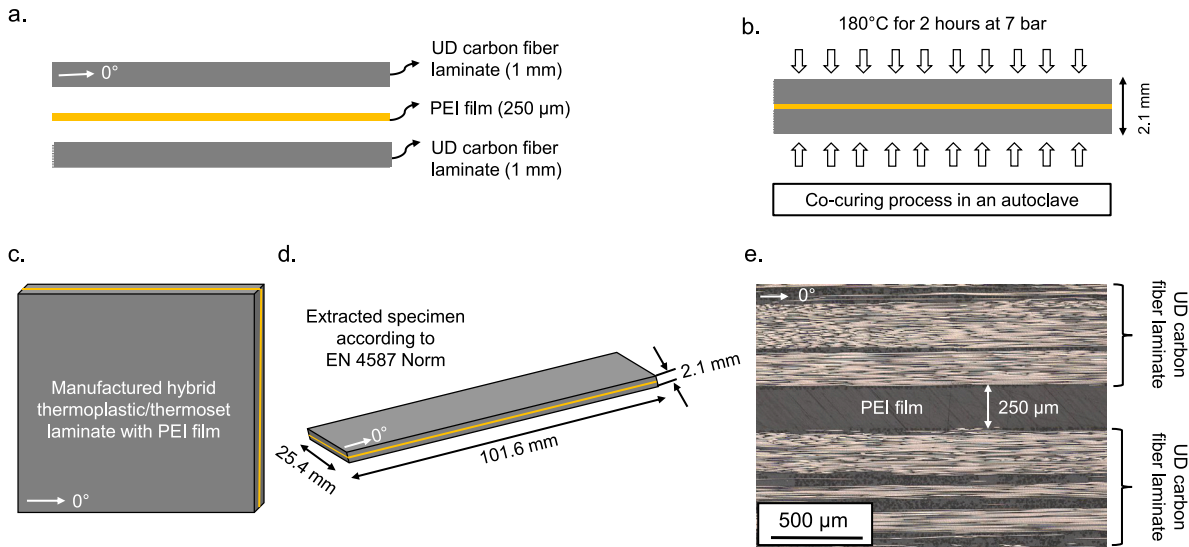 a.
0°
UD carbon fiber
laminate (1 mm)
PEI film (250 µm)
UD carbon fiber
laminate (1 mm)
b.
180°C for 2 hours at 7 bar
2.1 mm
Co-curing process in an autoclave
c.
Manufactured hybrid
thermoplastic/thermoset
laminate with PEI film
0°
d.
Extracted specimen
according to
EN 4587 Norm
2.1 mm
0°
25.4 mm
101.6 mm
e.
0°
UD carbon
fiber laminate
PEI film
250 µm
UD carbon
fiber laminate
500 µm